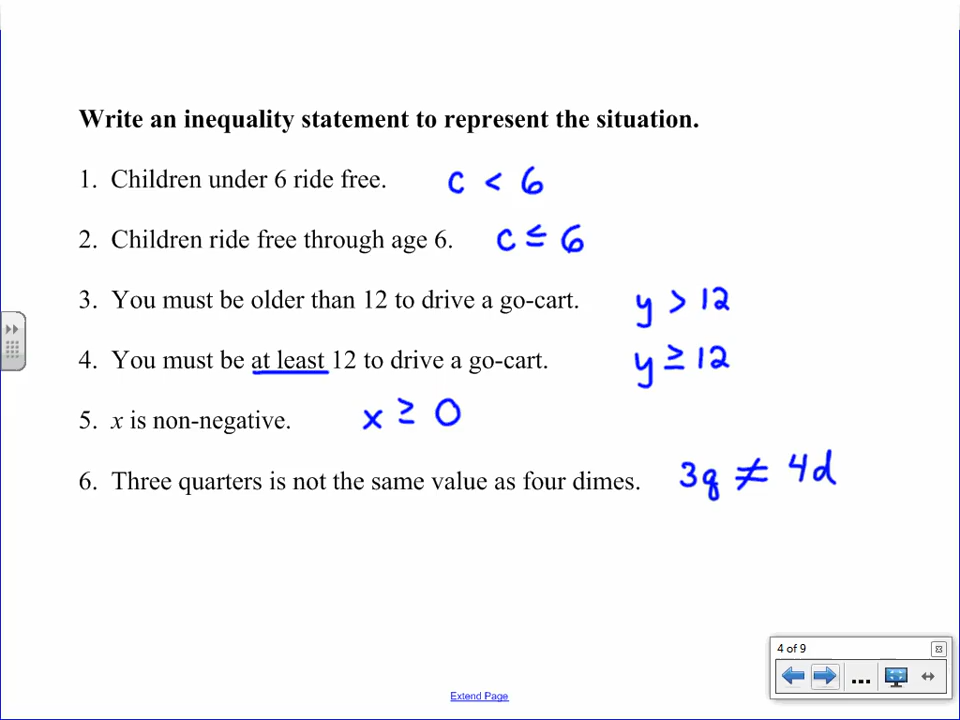 Write an inequality statement to represent the situation.
1. Children under 6 ride free. c < 6
2. Children ride free through age 6. c ≤ 6
3. You must be older than 12 to drive a go-cart. y > 12
4. You must be at least 12 to drive a go-cart. y ≥ 12
5. x is non-negative. x ≥ 0
6. Three quarters is not the same value as four dimes. 3q ≠ 4d
4 of 9
...
Extend Page